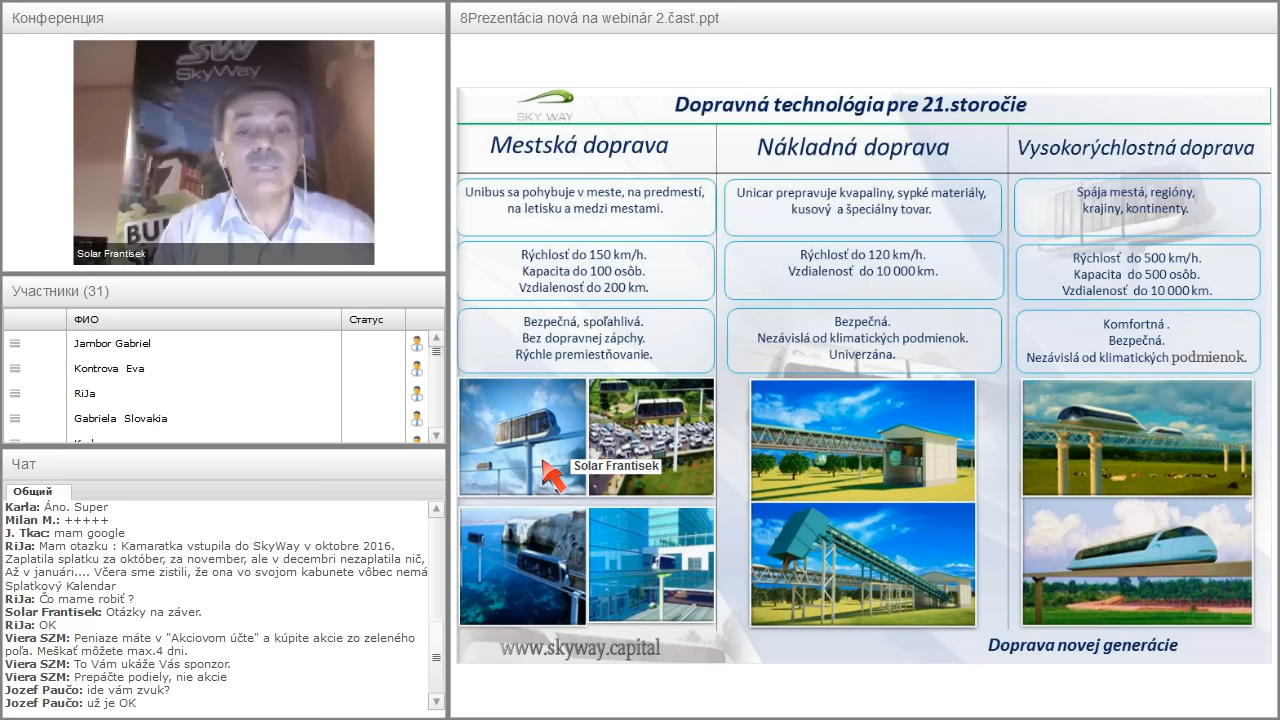 Конференция
SW
SkyWay
BU
Solar Frantisek
Участники (31)
ФИО
Статус
Jambor Gabriel
Kontrova Eva
RiJa
Gabriela Slovakia
Чат
Общий
Karla: Áno. Super
Milan M.: +++++
J. Tkac: mam google
RiJa: Mam otazku : Kamaratka vstupila do SkyWay v oktobre 2016.
Zaplatila splatku za október, za november, ale v decembri nezaplatila nič,
Až v januári.... Včera sme zistili, že ona vo svojom kabunete vôbec nemá
Splatkový Kalendar
RiJa: Čo mame robiť ?
Solar Frantisek: Otázky na záver.
RiJa: OK
Viera SZM: Peniaze máte v "Akciovom účte" a kúpite akcie zo zeleného
poľa. Meškať môžete max.4 dni.
Viera SZM: To Vám ukáže Vás sponzor.
Viera SZM: Prepáčte podiely, nie akcie
Jozef Paučo: ide vám zvuk?
Jozef Paučo: už je OK
8Prezentácia nová na webinár 2.časť.ppt
SKY WAY
Dopravná technológia pre 21.storočie
Mestská doprava
Unibus sa pohybuje v meste, na predmestí,
na letisku a medzi mestami.
Rýchlosť do 150 km/h.
Kapacita do 100 osôb.
Vzdialenosť do 200 km.
Bezpečná, spoľahlivá.
Bez dopravnej zápchy.
Rýchle premiestňovanie.
Solar Frantisek
Nákladná doprava
Unicar prepravuje kvapaliny, sypké materiály,
kusový a špeciálny tovar.
Rýchlosť do 120 km/h.
Vzdialenosť do 10 000 km.
Bezpečná.
Nezávislá od klimatických podmienok.
Univerzána.
Vysokorýchlostná doprava
Spája mestá, regióny,
krajiny, kontinenty.
Rýchlosť do 500 km/h.
Kapacita do 500 osôb.
Vzdialenosť do 10 000 km.
Komfortná .
Bezpečná.
Nezávislá od klimatických podmienok.
www.skyway.capital
Doprava novej generácie